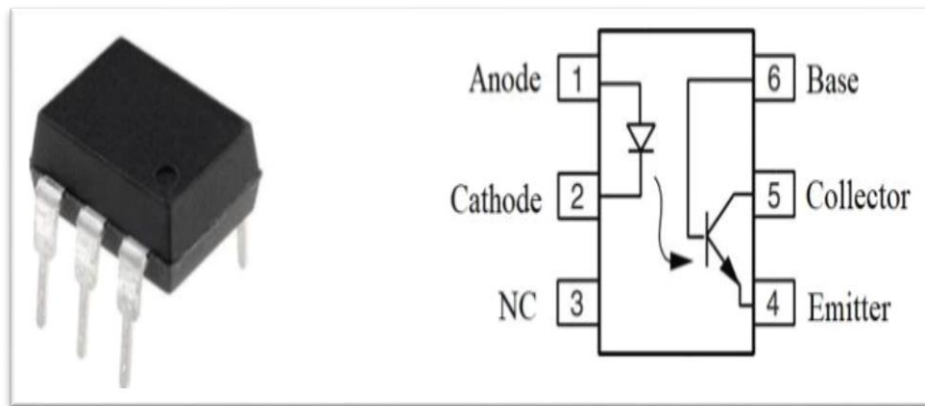 Anode 1
6 Base
Cathode 2
5 Collector
NC 3
4 Emitter